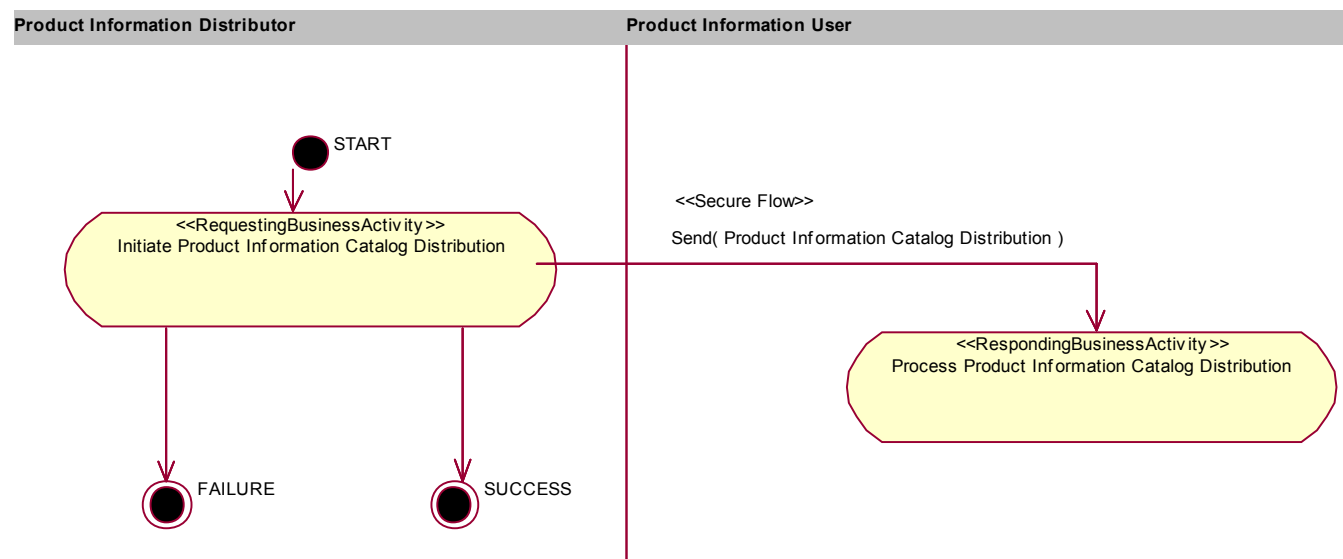 Product Information Distributor
Product Information User
START
<<RequestingBusinessActivity>>
Initiate Product Information Catalog Distribution
<<Secure Flow>>
Send( Product Information Catalog Distribution )
<<RespondingBusinessActivity>>
Process Product Information Catalog Distribution
FAILURE
SUCCESS